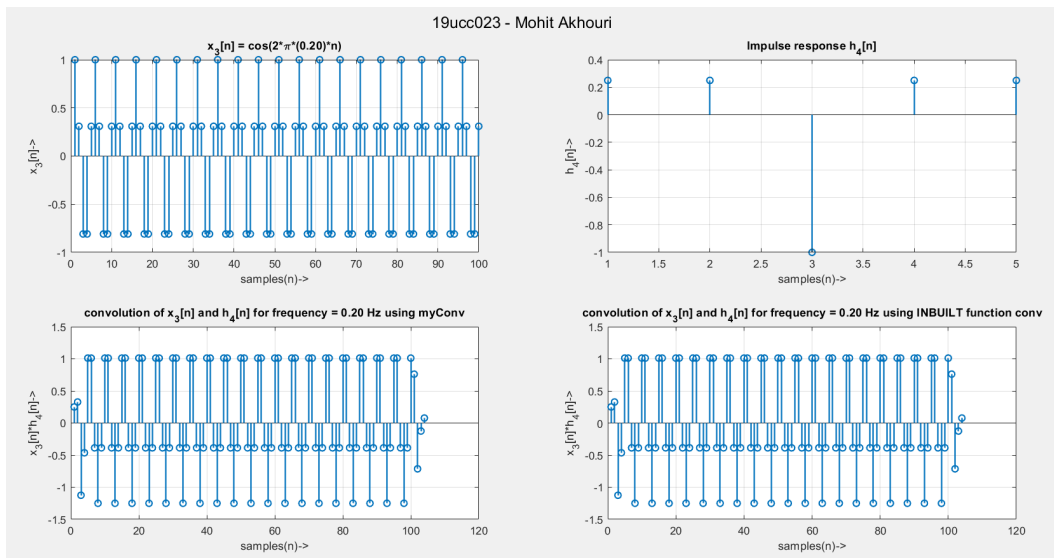 19ucc023 - Mohit Akhouri
x₃[n] = cos(2*π*(0.20)*n)
x₃[n]->
1
0.5
0
-0.5
-1
0 10 20 30 40 50 60 70 80 90 100
samples(n)->
Impulse response h₄[n]
h₄[n]->
0.4
0.2
0
-0.2
-0.4
-0.6
-0.8
-1
1 1.5 2 2.5 3 3.5 4 4.5 5
samples(n)->
convolution of x₃[n] and h₄[n] for frequency = 0.20 Hz using myConv
x₃[n]*h₄[n]->
1.5
1
0.5
0
-0.5
-1
-1.5
0 20 40 60 80 100 120
samples(n)->
convolution of x₃[n] and h₄[n] for frequency = 0.20 Hz using INBUILT function conv
x₃[n]*h₄[n]->
1.5
1
0.5
0
-0.5
-1
-1.5
0 20 40 60 80 100 120
samples(n)->